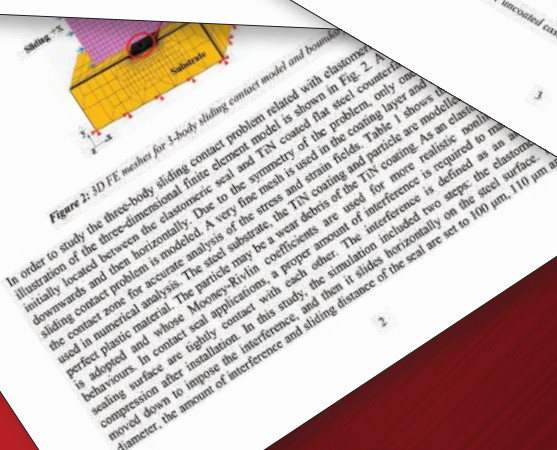 Sliding +X
Substrate
Figure 2: 3D FE meshes for 3-body sliding contact model and
In order to study the three-body sliding contact problem related with
illustration of the three-dimensional finite element model is shown in Fig. 2.
initially located between the elastomeric seal and TiN coated flat steel
downwards and then horizontally. Due to the symmetry of the problem, only
sliding contact problem is modeled. A very fine mesh is used in the coating layer and
the contact zone for accurate analysis of the stress and strain fields. Table 1 shows
used in numerical analysis. The steel substrate, the TiN coating and particle are
perfect plastic material. The particle may be a wear debris of the TiN coating. As an
is adopted and whose Mooney-Rivlin coefficients are used for more realistic
behaviours. In contact seal applications, a proper amount of interference is required to
sealing surface are tightly contact with each other. The interference is defined as an
compression after installation. In this study, the simulation included two steps: the
moved down to impose the interference, and then it slides horizontally on the steel surface
diameter, the amount of interference and sliding distance of the seal are set to 100 μm, 110 μm
2
uncoated
3